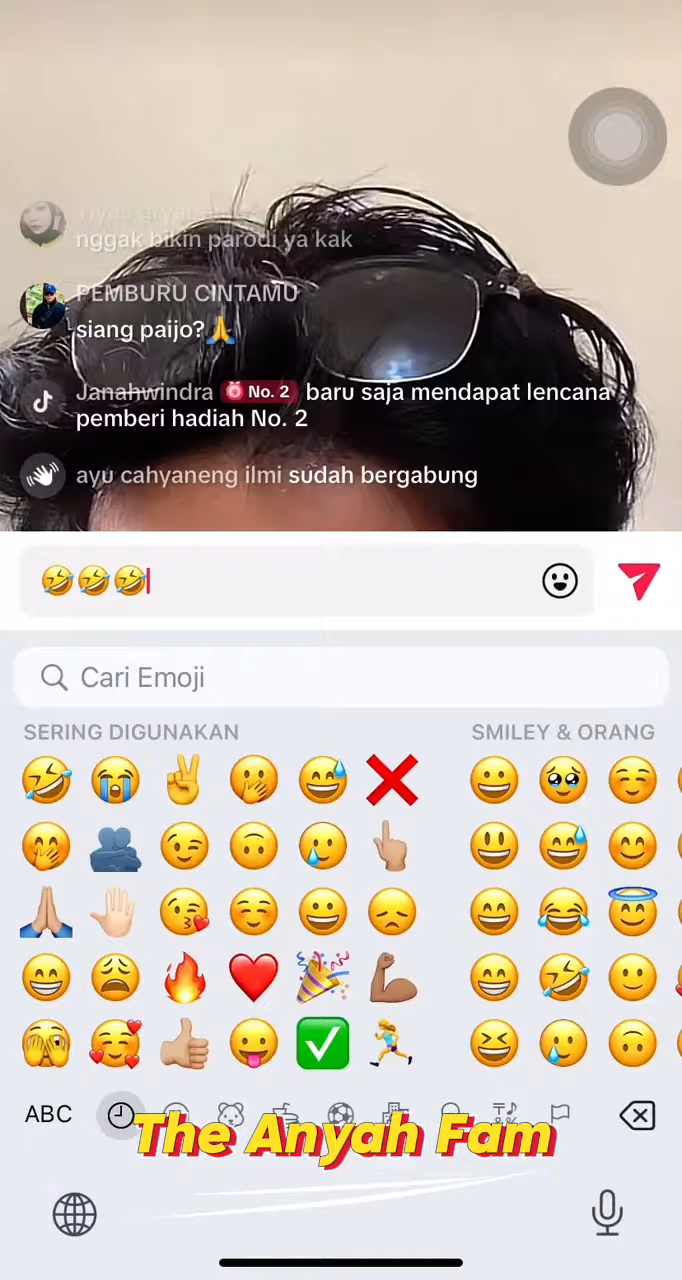 nggak bikin parodi ya kak
PEMBURU CINTAMU
siang paijo?🙏
Janahwindra No. 2 baru saja mendapat lencana
pemberi hadiah No. 2
ayu cahyaneng ilmi sudah bergabung
🤣🤣🤣
Cari Emoji
SERING DIGUNAKAN SMILEY & ORANG
ABC
The Anyah Fam